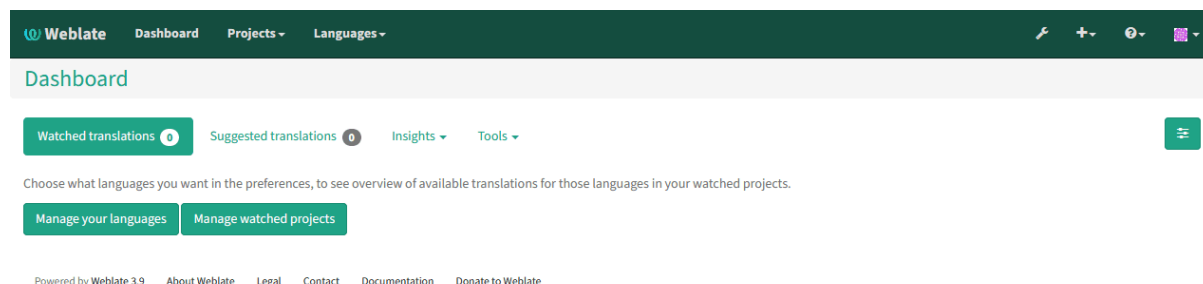 Weblate Dashboard Projects Languages
Dashboard
Watched translations 0 Suggested translations 0 Insights Tools
Choose what languages you want in the preferences, to see overview of available translations for those languages in your watched projects.
Manage your languages Manage watched projects
Powered by Weblate 3.9 About Weblate Legal Contact Documentation Donate to Weblate